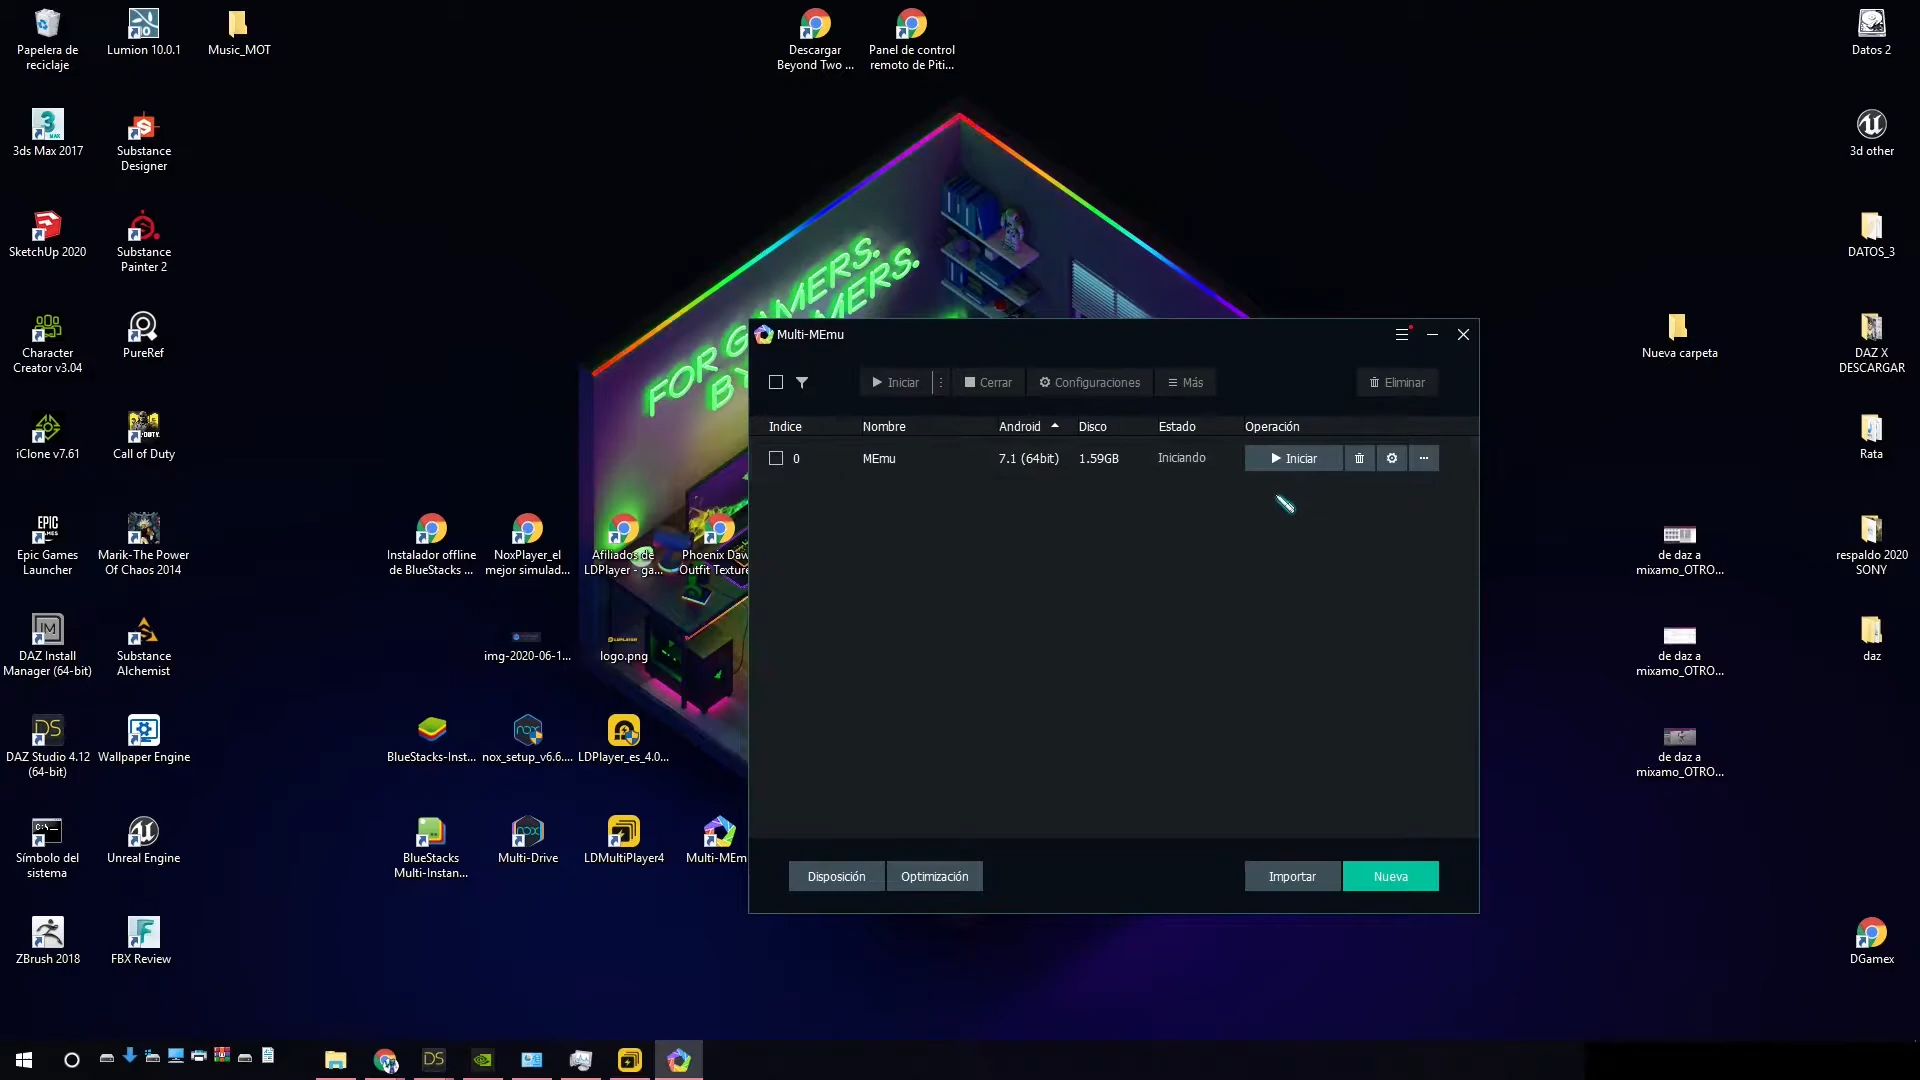 Papelera de
reciclaje
Lumion 10.0.1
Music_MOT
Descargar
Beyond Two ...
Panel de control
remoto de Piti...
Datos 2
3ds Max 2017
Substance
Designer
3d other
SketchUp 2020
Substance
Painter 2
DATOS_3
Character
Creator v3.04
PureRef
Nueva carpeta
DAZ X
DESCARGAR
FOR GAMERS.
BY
MERS.
Multi-MEmu
Iniciar
Cerrar
Configuraciones
Más
Eliminar
Indice
Nombre
Android
Disco
Estado
Operación
0
MEmu
7.1 (64bit)
1.59GB
Iniciando
Iniciar
iClone v7.61
Call of Duty
Rata
EPIC
GAMES
Epic Games
Launcher
Marik-The Power
Of Chaos 2014
Instalador offline
de BlueStacks ...
NoxPlayer_el
mejor simulad...
Afiliados de
LDPlayer - ga...
Phoenix Daw
Outfit Texture
de daz a
mixamo_OTRO...
respaldo 2020
SONY
DAZ Install
Manager (64-bit)
Substance
Alchemist
img-2020-06-1...
logo.png
de daz a
mixamo_OTRO...
daz
DAZ Studio 4.12
(64-bit)
Wallpaper Engine
BlueStacks-Inst...
nox_setup_v6.6....
LDPlayer_es_4.0...
de daz a
mixamo_OTRO...
Símbolo del
sistema
Unreal Engine
BlueStacks
Multi-Instan...
Multi-Drive
LDMultiPlayer4
Multi-MEm
Disposición
Optimización
Importar
Nueva
ZBrush 2018
FBX Review
DGamex